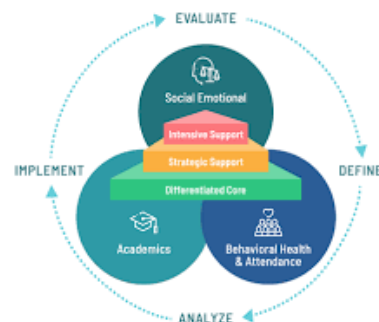 EVALUATE
Social Emotional
Intensive Support
Strategic Support
IMPLEMENT
DEFINE
Differentiated Core
Academics
Behavioral Health
& Attendance
ANALYZE